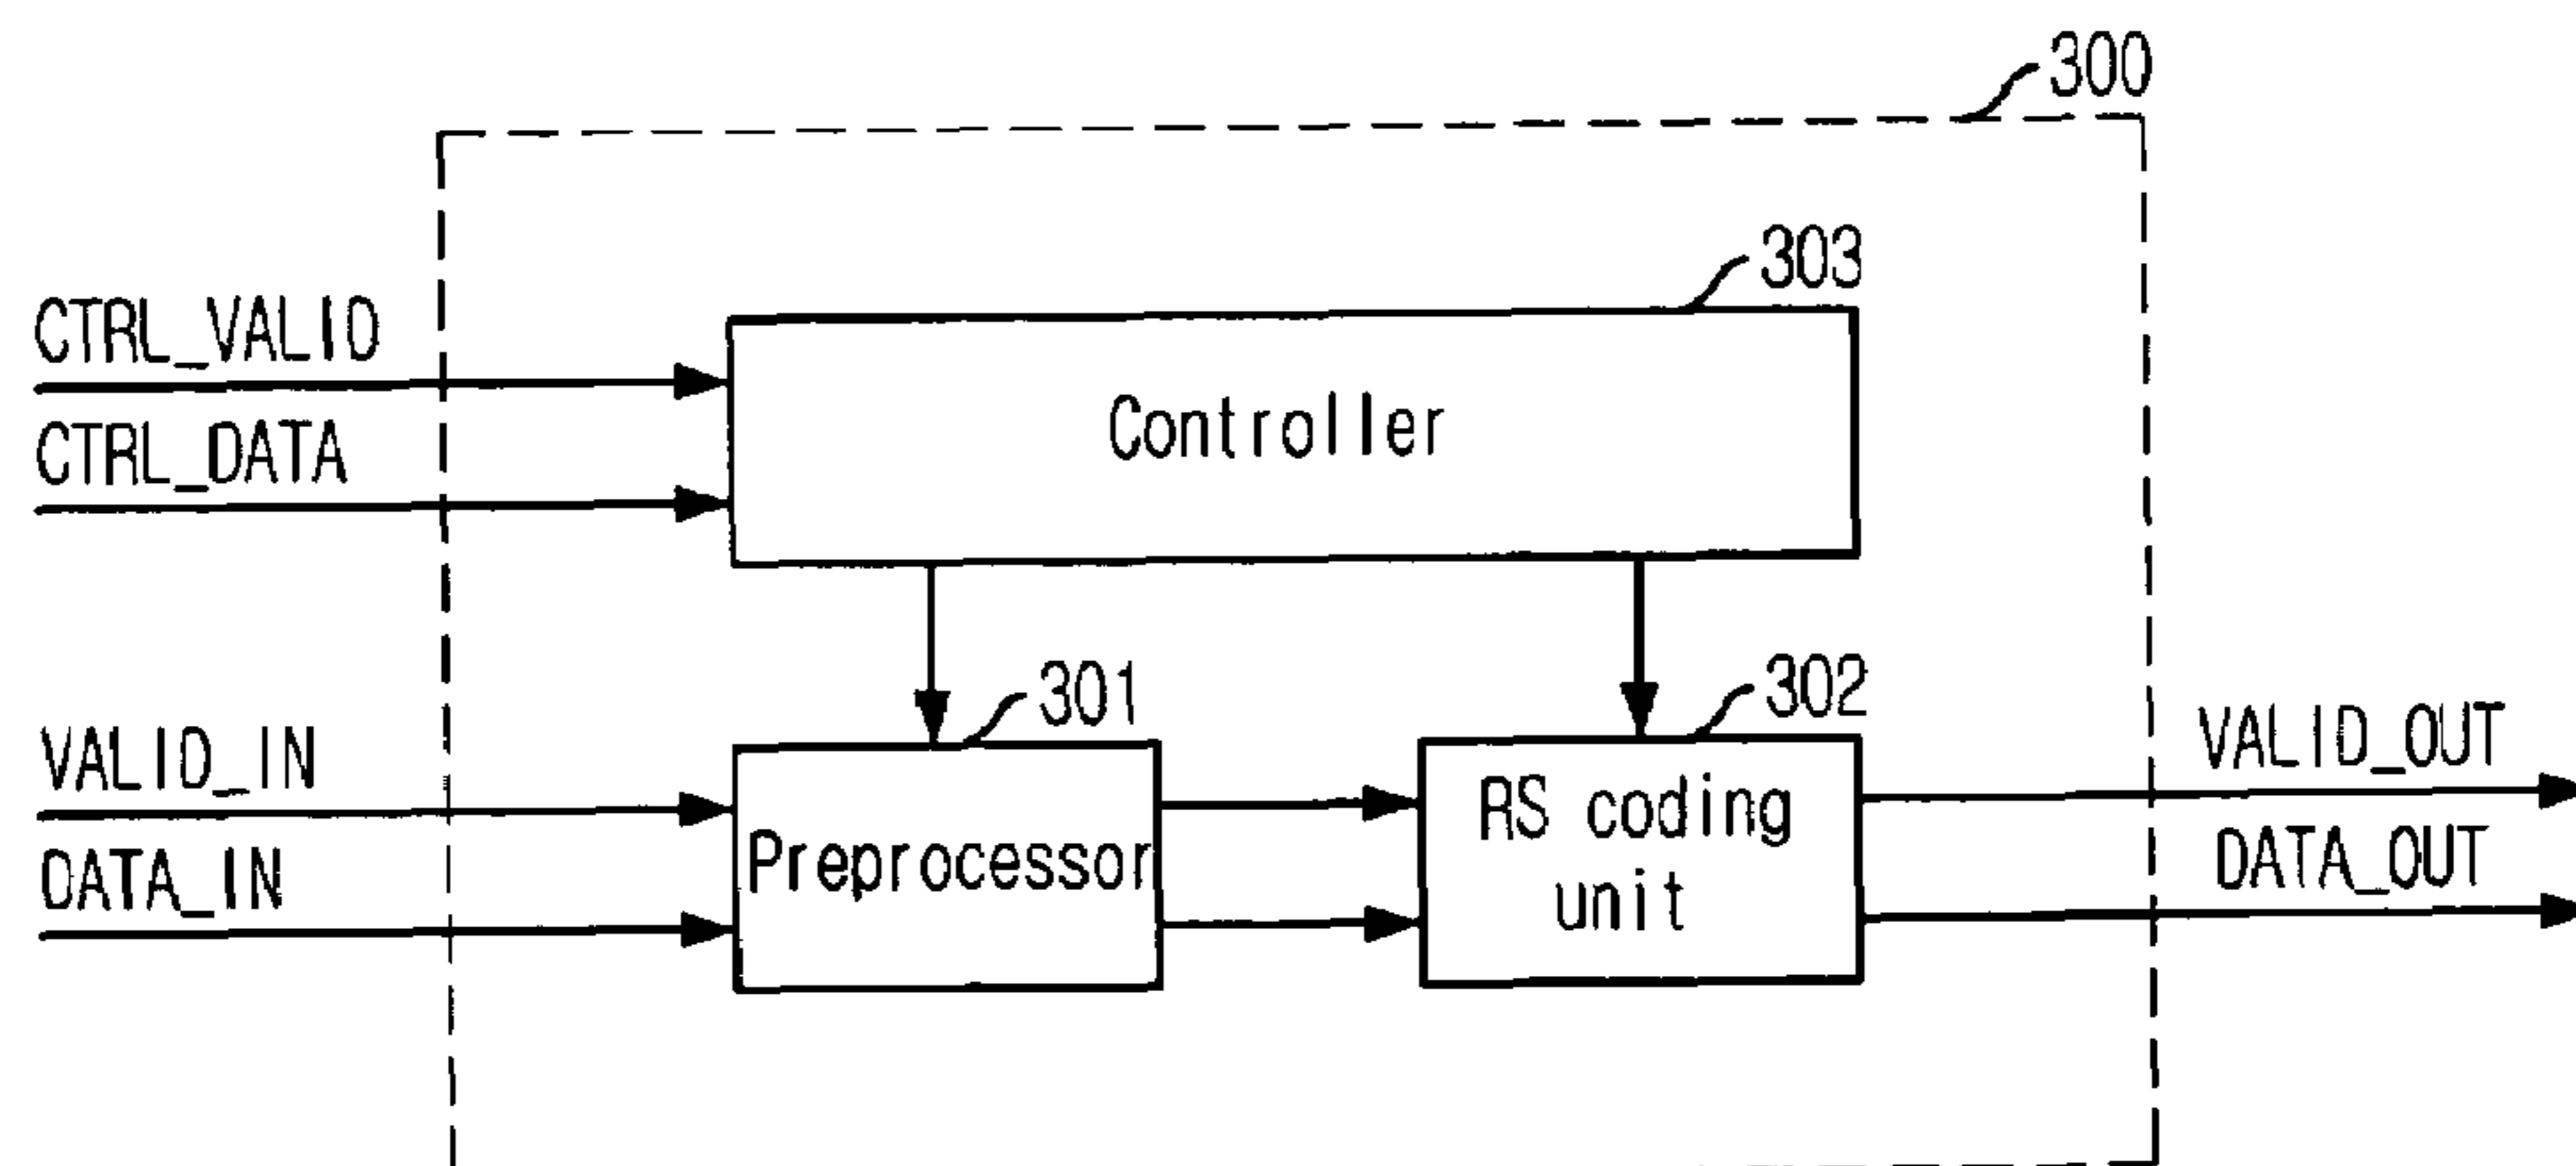 300
303
CTRL_VALID
Controller
CTRL_DATA
301
302
VALID_IN
VALID_OUT
RS coding
unit
Preprocessor
DATA_IN
DATA_OUT